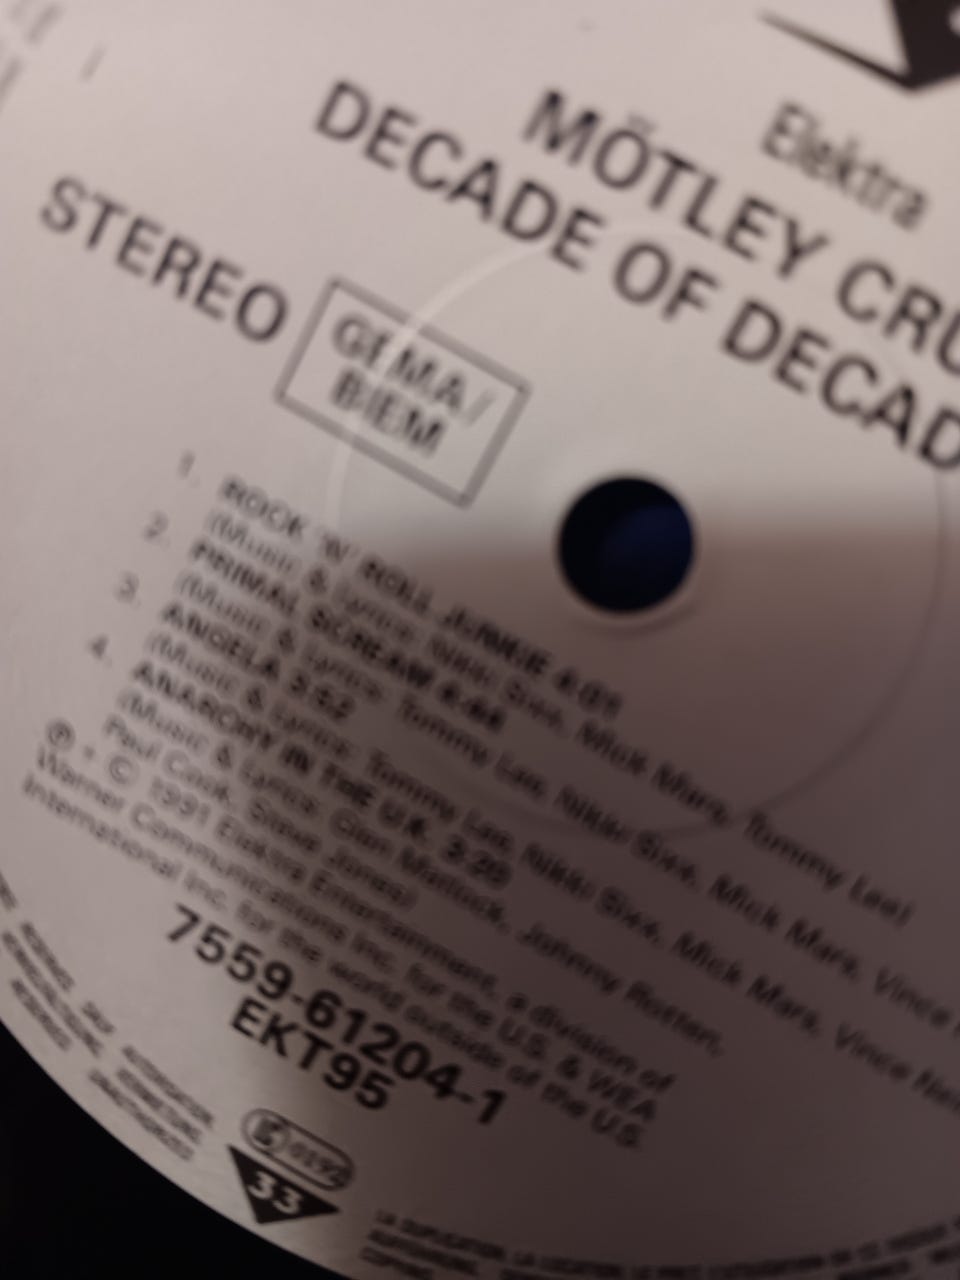 Elektra
MÖTLEY CRU
DECADE OF DECAD
STEREO
GEMA/
BIEM
1. ROCK 'N' ROLL JUNKIE 4:01
(Music & Lyrics: Nikki Sixx, Mick Mars, Tommy Lee)
2. PRIMAL SCREAM
(Music & Lyrics: Tommy Lee, Nikki Sixx, Mick Mars, Vince
3. ANGELA
(Music & Lyrics: Tommy Lee, Nikki Sixx, Mick Mars, Vince
4. ANARCHY IN THE U.K.
(Music & Lyrics: Glen Matlock, Johnny Rotten,
Paul Cook, Steve Jones)
℗ + © 1991 Elektra Entertainment, a division of
Warner Communications Inc. for the U.S. & WEA
International Inc. for the world outside of the U.S.
7559-61204-1
EKT95
LC 0192
33